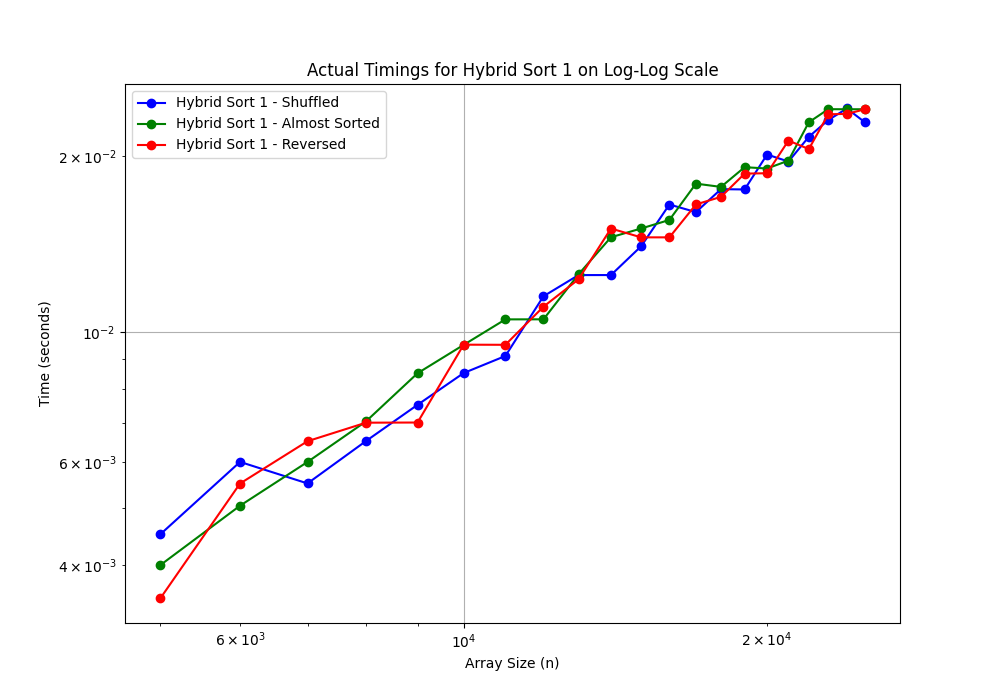 Actual Timings for Hybrid Sort 1 on Log-Log Scale
Hybrid Sort 1 - Shuffled
Hybrid Sort 1 - Almost Sorted
Hybrid Sort 1 - Reversed
Time (seconds)
2 × 10⁻²
10⁻²
6 × 10⁻³
4 × 10⁻³
6 × 10³
10⁴
2 × 10⁴
Array Size (n)